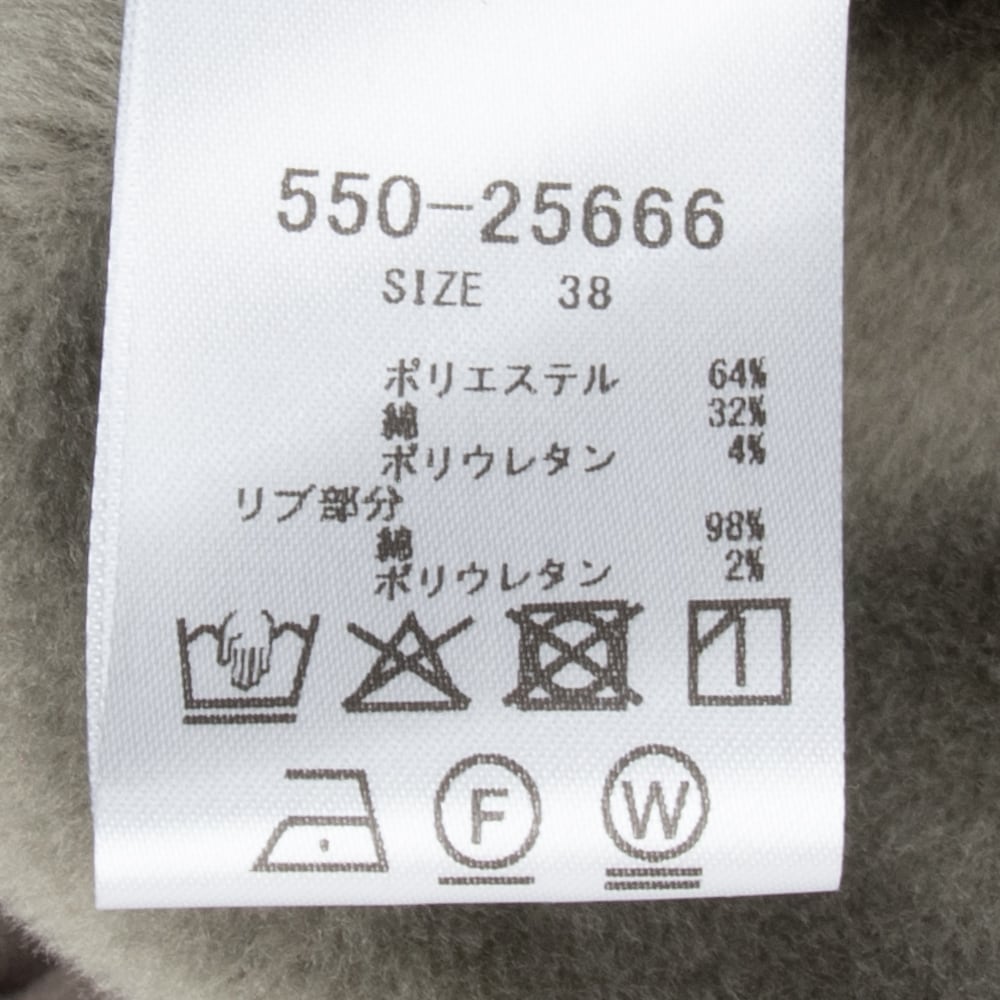 550-25666
SIZE 38
ポリエステル 64%
綿 32%
ポリウレタン 4%
リブ部分
綿 98%
ポリウレタン 2%
F W